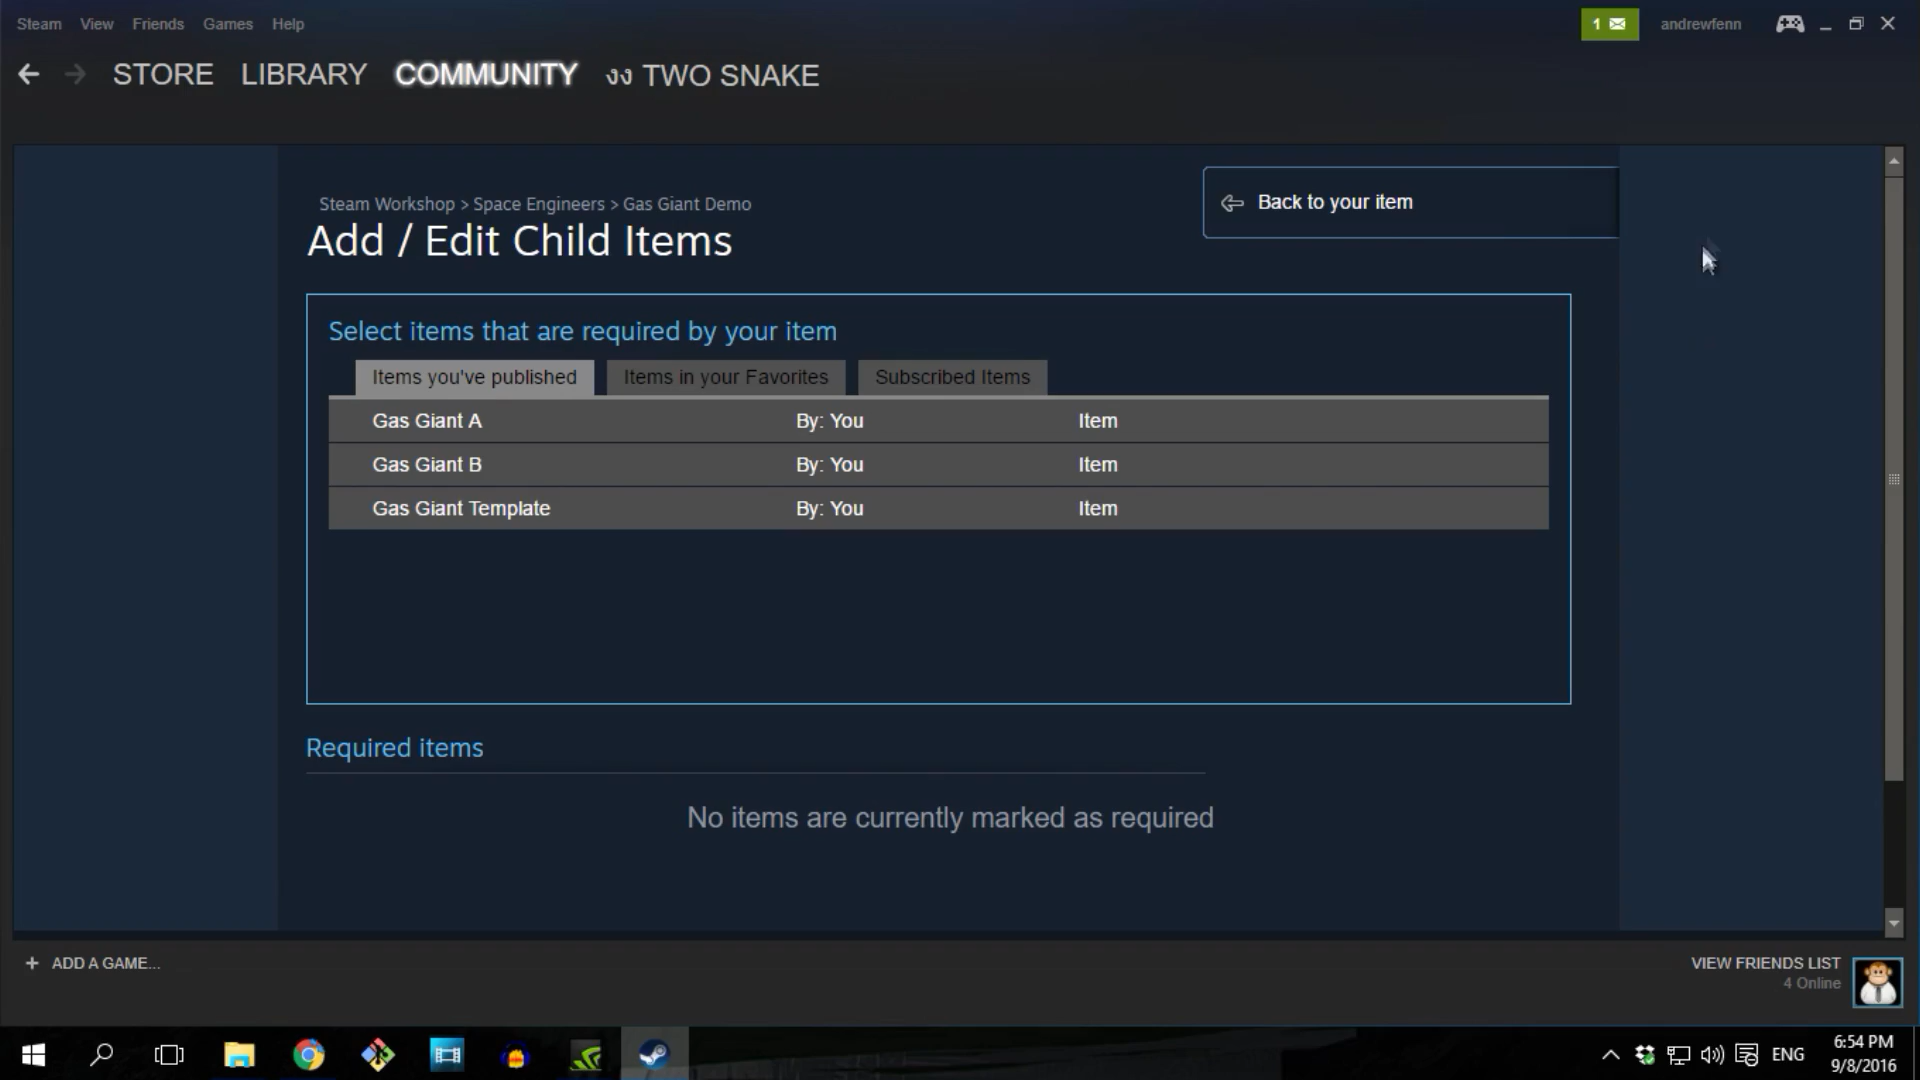 Steam View Friends Games Help
1 andrewfenn
STORE LIBRARY COMMUNITY งง TWO SNAKE
Steam Workshop > Space Engineers > Gas Giant Demo
Back to your item
Add / Edit Child Items
Select items that are required by your item
Items you've published Items in your Favorites Subscribed Items
Gas Giant A By: You Item
Gas Giant B By: You Item
Gas Giant Template By: You Item
Required items
No items are currently marked as required
+ ADD A GAME...
VIEW FRIENDS LIST
4 Online
ENG
6:54 PM
9/8/2016